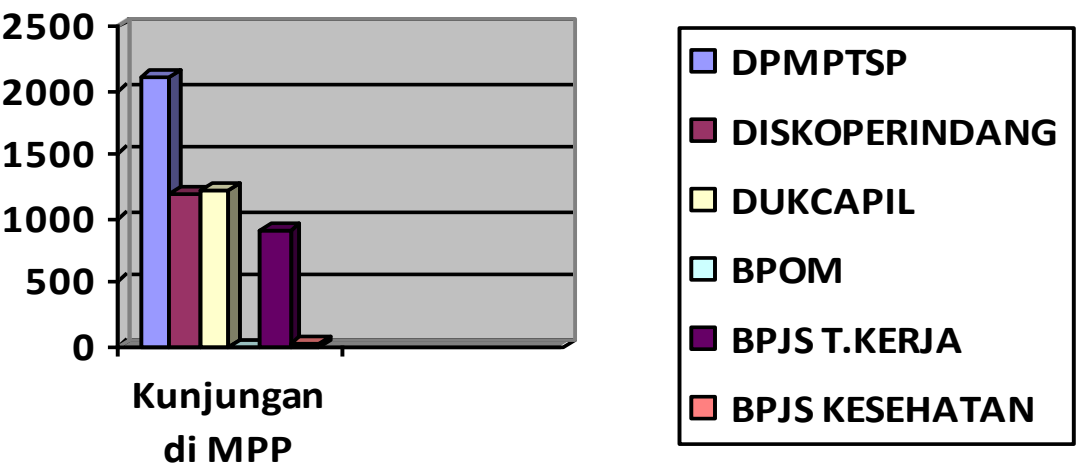 2500
2000
1500
1000
500
0
Kunjungan
di MPP
DPMPTSP
DISKOPERINDANG
DUKCAPIL
BPOM
BPJS T.KERJA
BPJS KESEHATAN